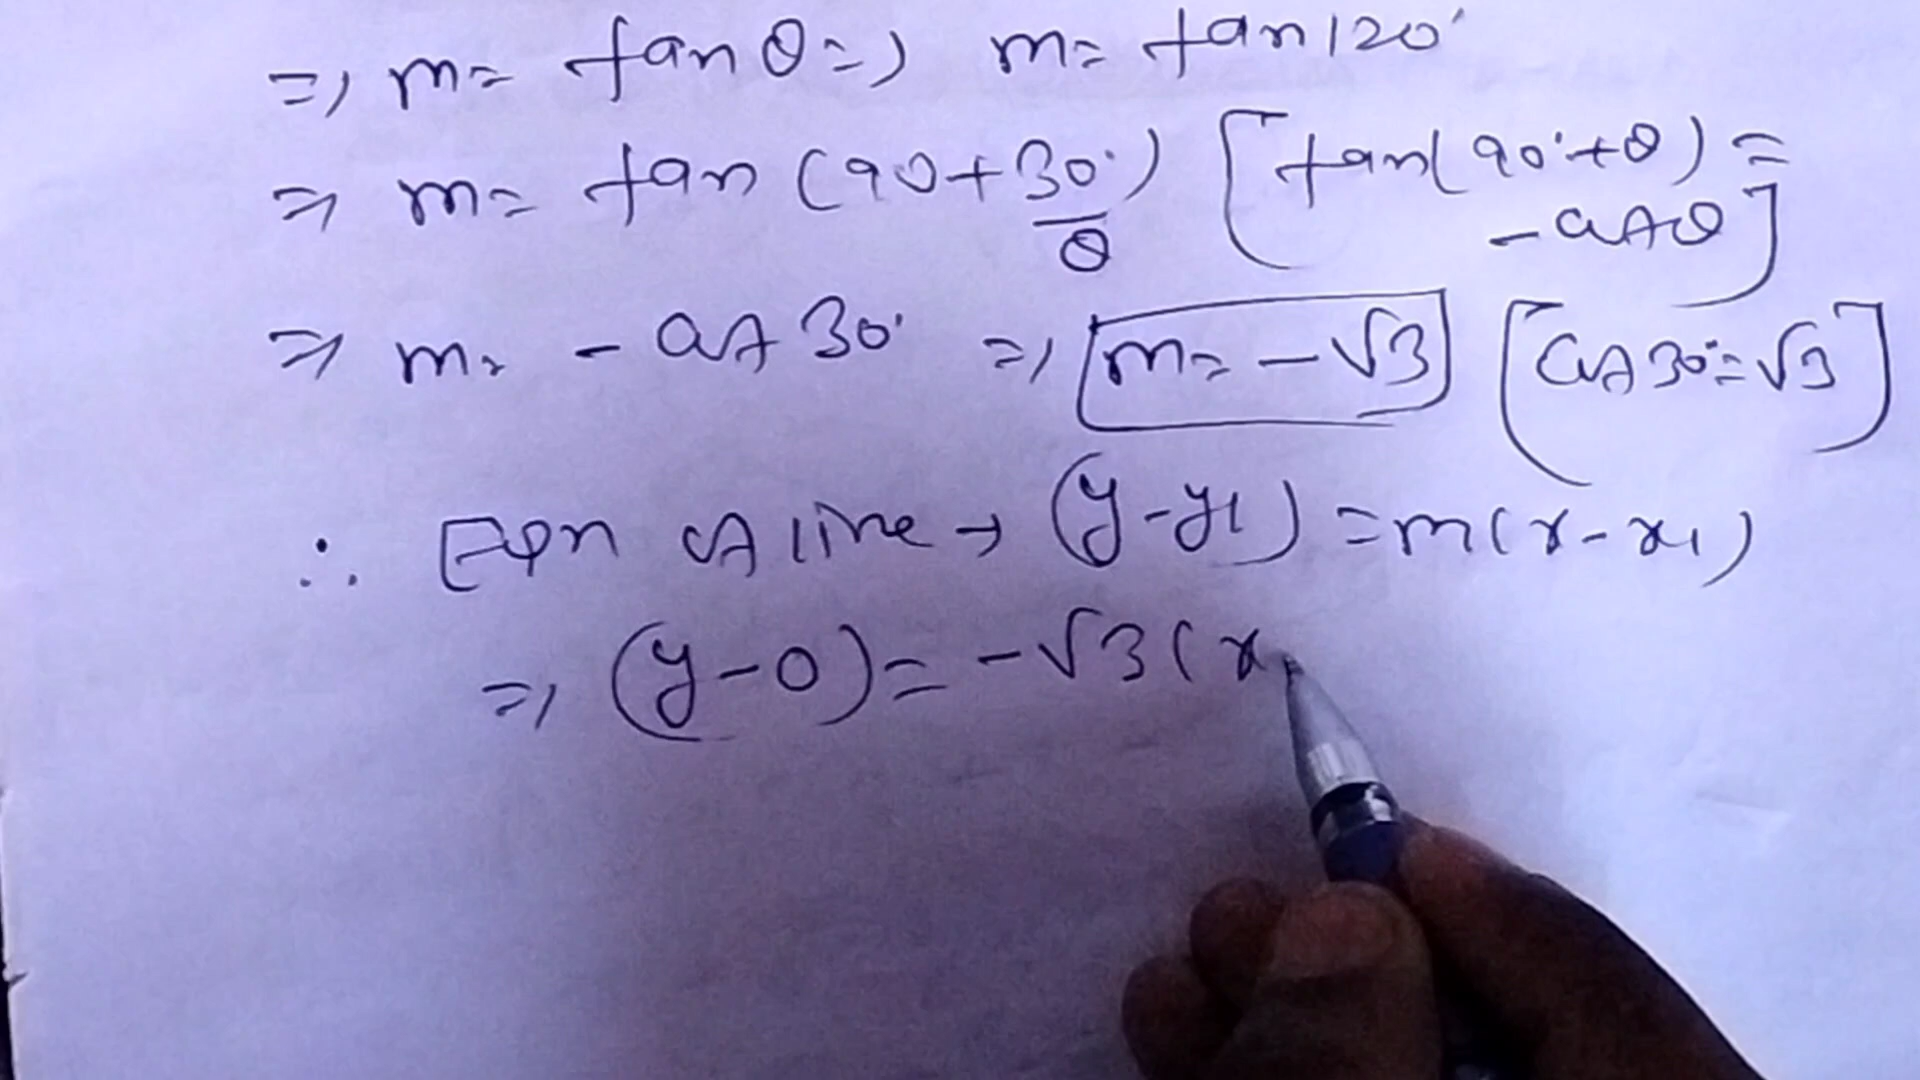 ⇒ m = tan θ ⇒ m = tan 120°
⇒ m = tan (90 + 30°) [tan(90° + θ) =
θ - cot θ]
⇒ m = - cot 30° ⇒ m = - √3 [cot 30° = √3]
∴ Eqn of line → (y - y₁) = m(x - x₁)
⇒ (y - 0) = - √3 (x